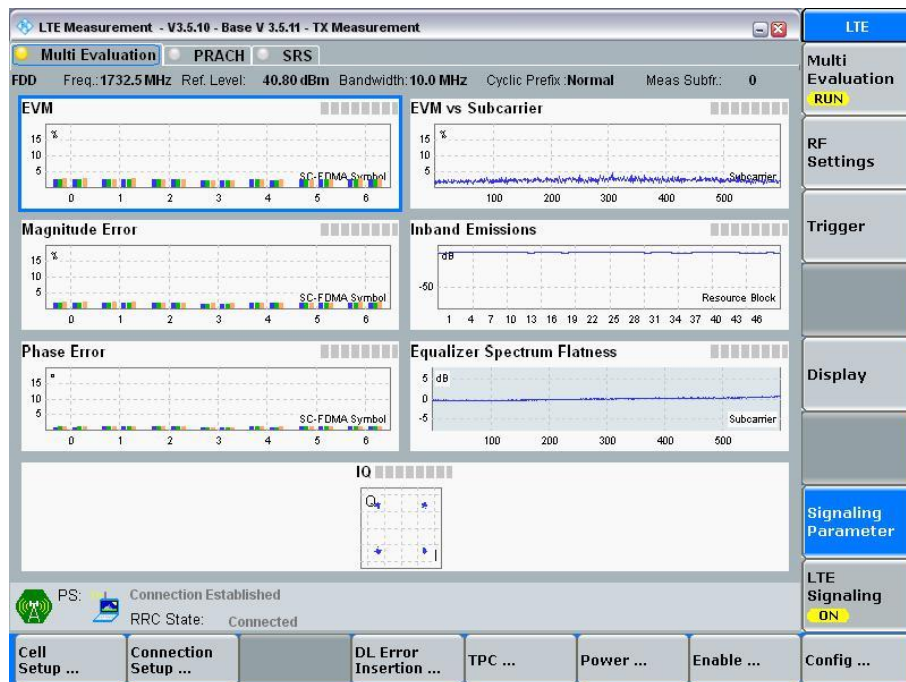 LTE Measurement - V3.5.10 - Base V 3.5.11 - TX Measurement
LTE
Multi Evaluation PRACH SRS
FDD Freq.: 1732.5 MHz Ref. Level: 40.80 dBm Bandwidth: 10.0 MHz Cyclic Prefix : Normal Meas Subfr.: 0
EVM
%
15
10
5
SC-FDMA Symbol
0 1 2 3 4 5 6
EVM vs Subcarrier
%
15
10
5
Subcarrier
100 200 300 400 500
Magnitude Error
%
15
10
5
SC-FDMA Symbol
0 1 2 3 4 5 6
Inband Emissions
dB
-50
Resource Block
1 4 7 10 13 16 19 22 25 28 31 34 37 40 43 46
Phase Error
°
15
10
5
SC-FDMA Symbol
0 1 2 3 4 5 6
Equalizer Spectrum Flatness
5 dB
0
-5
Subcarrier
100 200 300 400 500
IQ
Q
I
PS: Connection Established
RRC State: Connected
Multi
Evaluation
RUN
RF
Settings
Trigger
Display
Signaling
Parameter
LTE
Signaling
ON
Cell
Setup ...
Connection
Setup ...
DL Error
Insertion ...
TPC ...
Power ...
Enable ...
Config ...